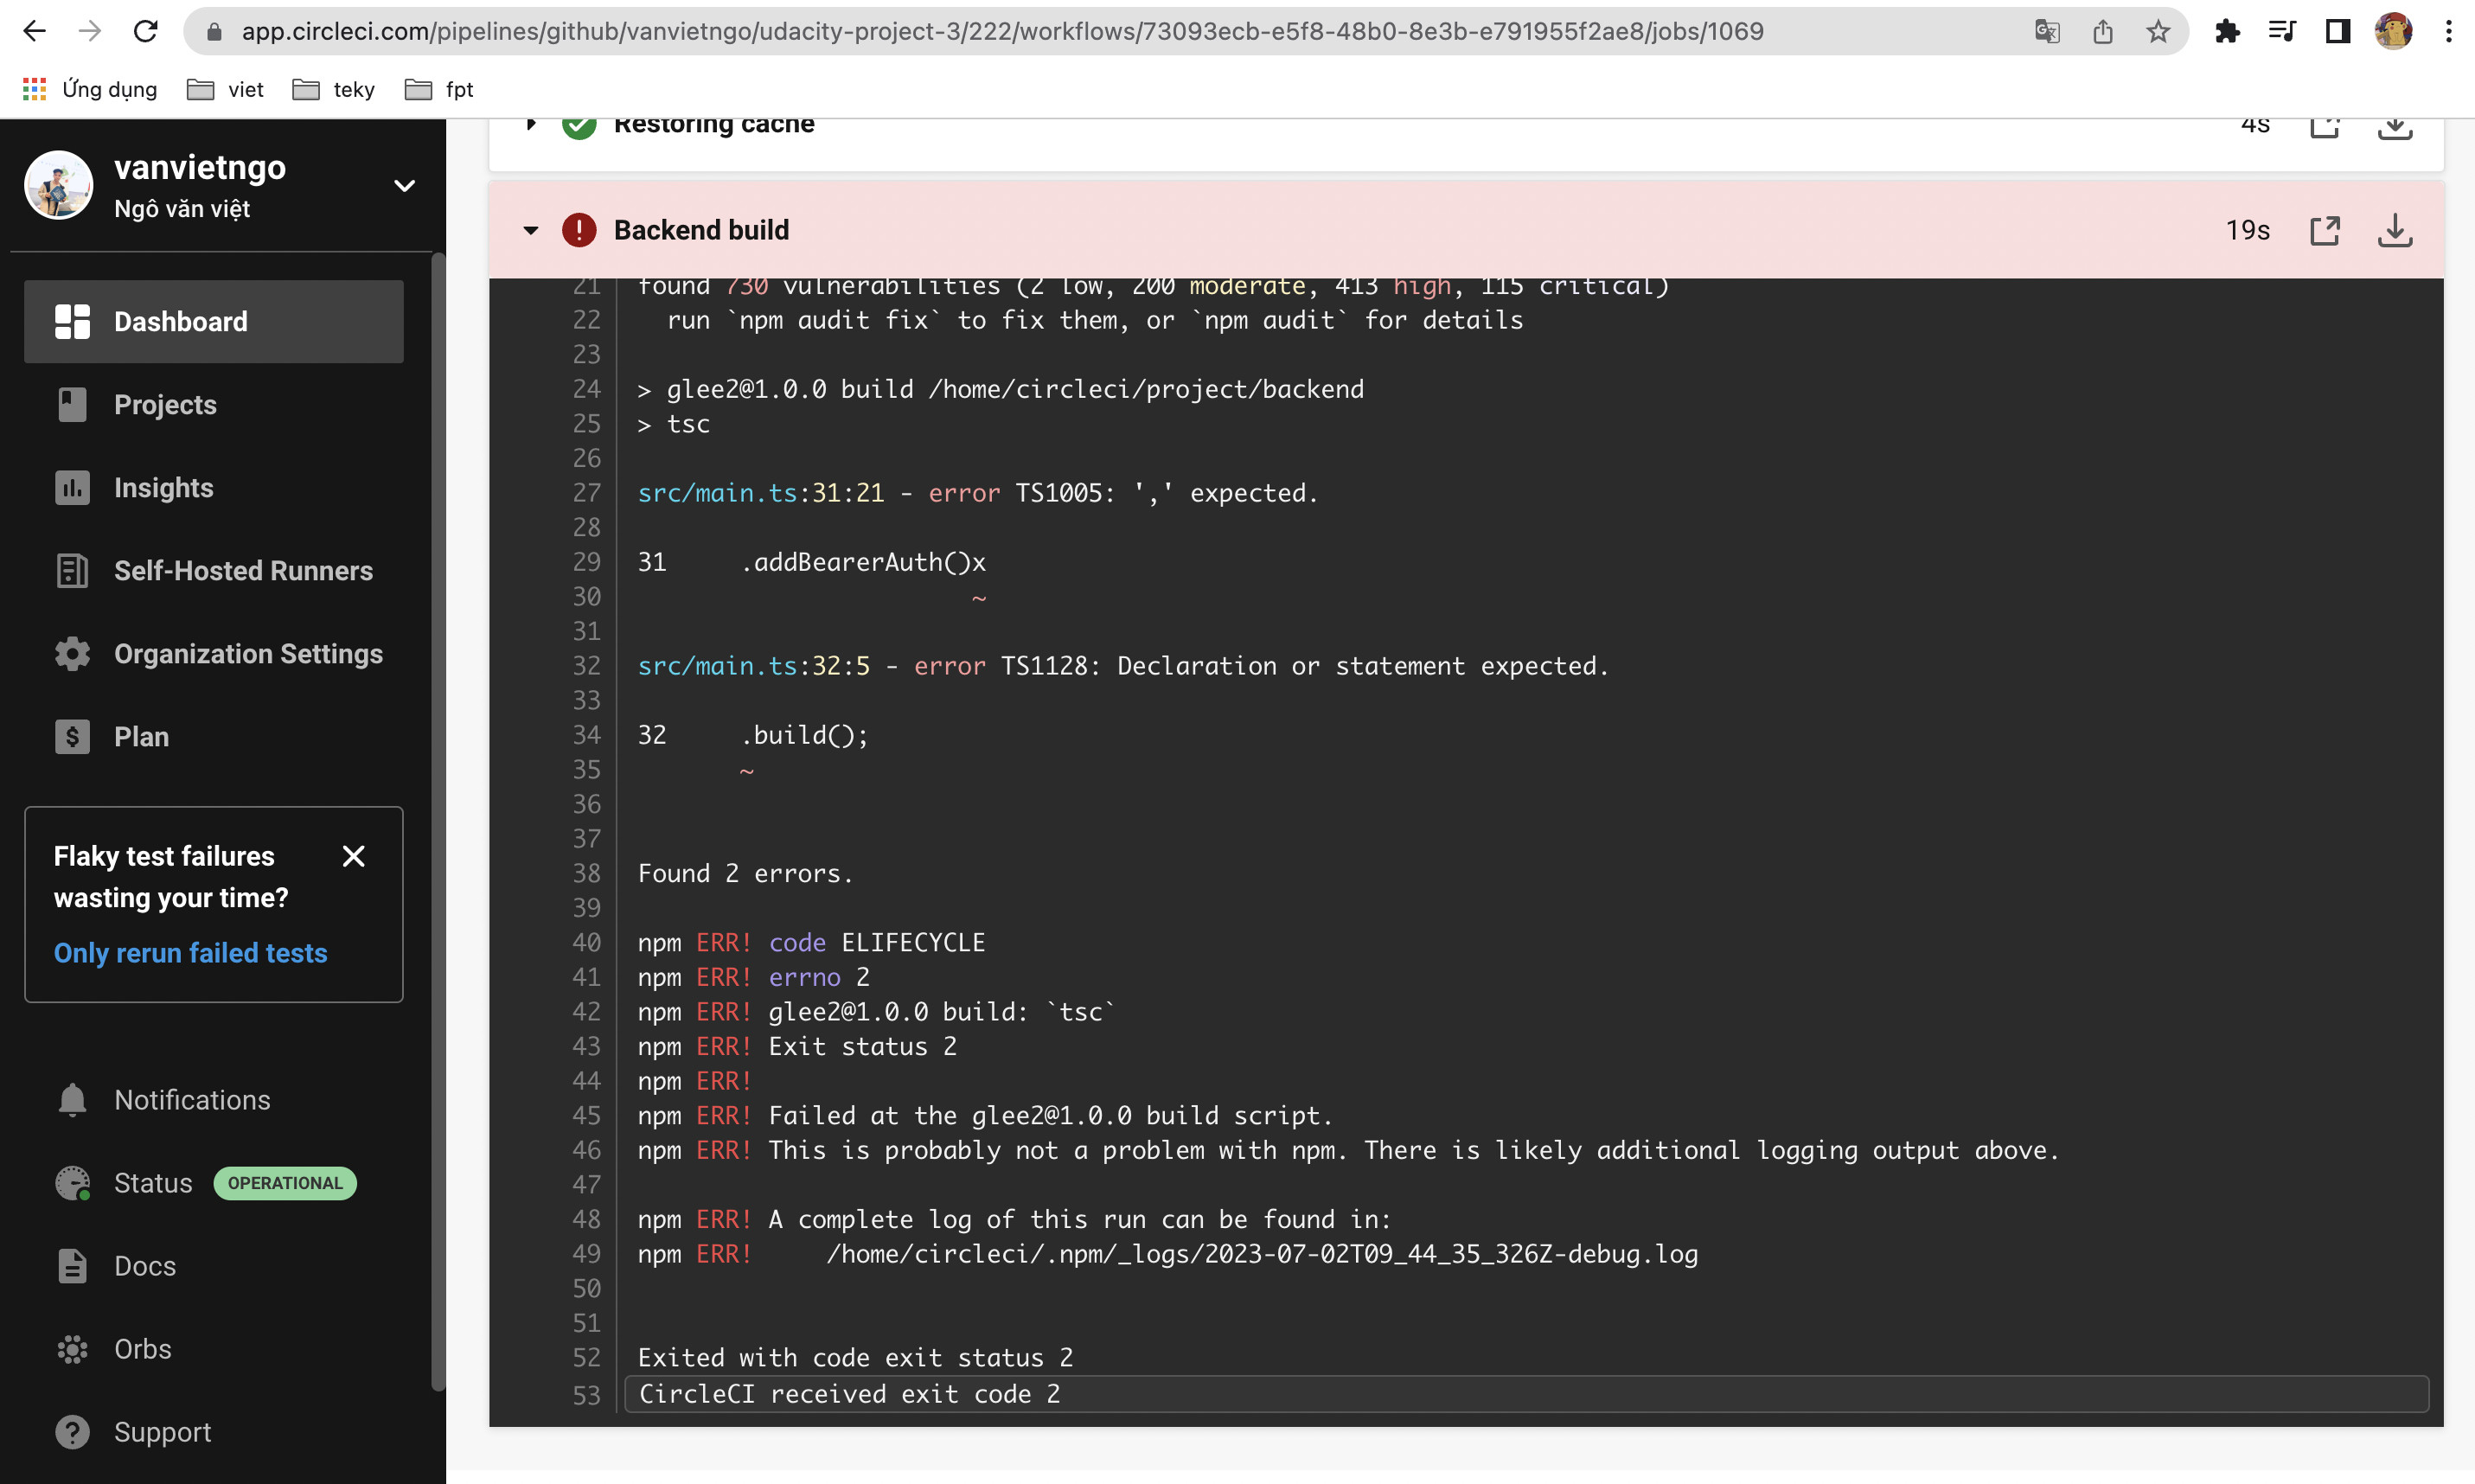 app.circleci.com/pipelines/github/vanvietngo/udacity-project-3/222/workflows/73093ecb-e5f8-48b0-8e3b-e791955f2ae8/jobs/1069
Ứng dụng viet teky fpt
vanvietngo
Ngô văn việt
Dashboard
Projects
Insights
Self-Hosted Runners
Organization Settings
Plan
Flaky test failures
wasting your time?
Only rerun failed tests
Notifications
Status OPERATIONAL
Docs
Orbs
Support
Restoring cache 4s
Backend build 19s
21 found 730 vulnerabilities (2 low, 200 moderate, 413 high, 115 critical)
22 run `npm audit fix` to fix them, or `npm audit` for details
23
24 > glee2@1.0.0 build /home/circleci/project/backend
25 > tsc
26
27 src/main.ts:31:21 - error TS1005: ',' expected.
28
29 31 .addBearerAuth()x
30 ~
31
32 src/main.ts:32:5 - error TS1128: Declaration or statement expected.
33
34 32 .build();
35 ~
36
37
38 Found 2 errors.
39
40 npm ERR! code ELIFECYCLE
41 npm ERR! errno 2
42 npm ERR! glee2@1.0.0 build: `tsc`
43 npm ERR! Exit status 2
44 npm ERR!
45 npm ERR! Failed at the glee2@1.0.0 build script.
46 npm ERR! This is probably not a problem with npm. There is likely additional logging output above.
47
48 npm ERR! A complete log of this run can be found in:
49 npm ERR! /home/circleci/.npm/_logs/2023-07-02T09_44_35_326Z-debug.log
50
51
52 Exited with code exit status 2
53 CircleCI received exit code 2